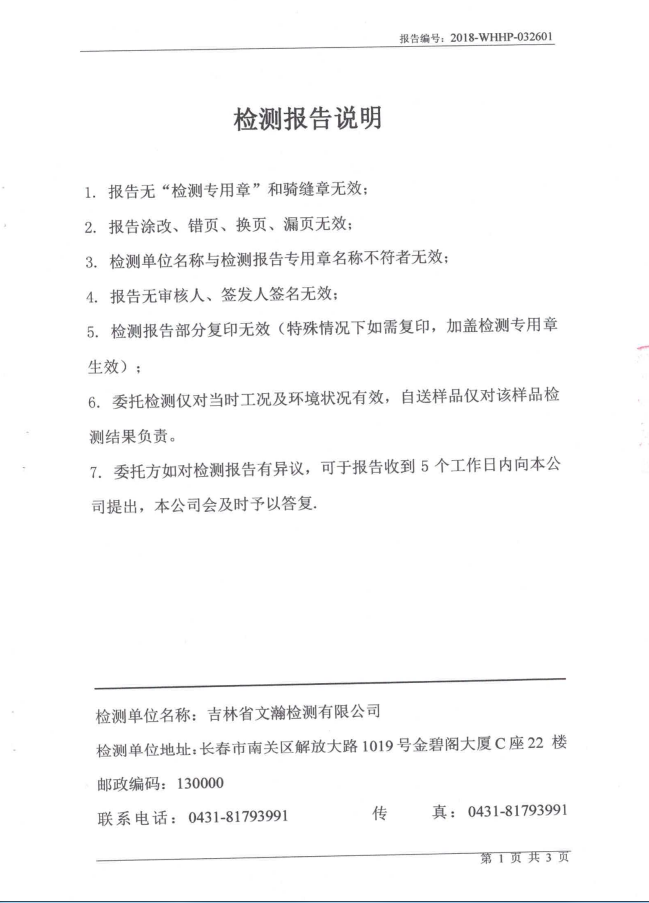 报告编号：2018-WHHP-032601
检测报告说明
1. 报告无“检测专用章”和骑缝章无效；
2. 报告涂改、错页、换页、漏页无效；
3. 检测单位名称与检测报告专用章名称不符者无效；
4. 报告无审核人、签发人签名无效；
5. 检测报告部分复印无效（特殊情况下如需复印，加盖检测专用章
生效）；
6. 委托检测仅对当时工况及环境状况有效，自送样品仅对该样品检
测结果负责。
7. 委托方如对检测报告有异议，可于报告收到 5 个工作日内向本公
司提出，本公司会及时予以答复.
检测单位名称：吉林省文瀚检测有限公司
检测单位地址：长春市南关区解放大路 1019 号金碧阁大厦 C 座 22 楼
邮政编码：130000
联系电话：0431-81793991 传 真：0431-81793991
第 1 页 共 3 页